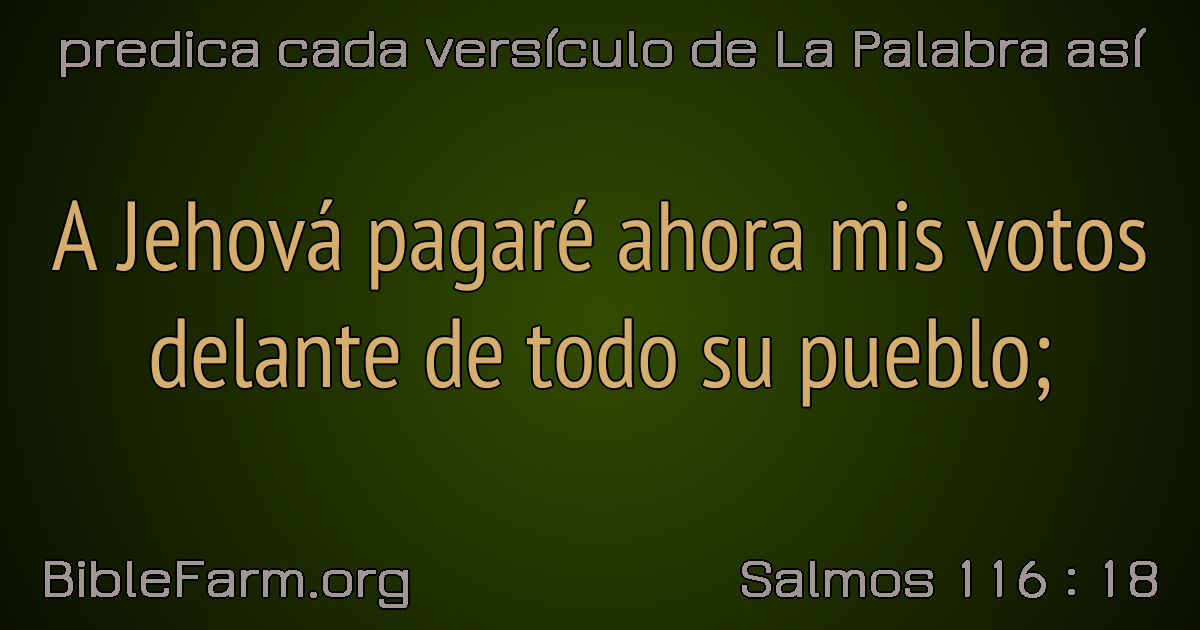 predica cada versículo de La Palabra así
A Jehová pagaré ahora mis votos
delante de todo su pueblo;
BibleFarm.org
Salmos 116 : 18